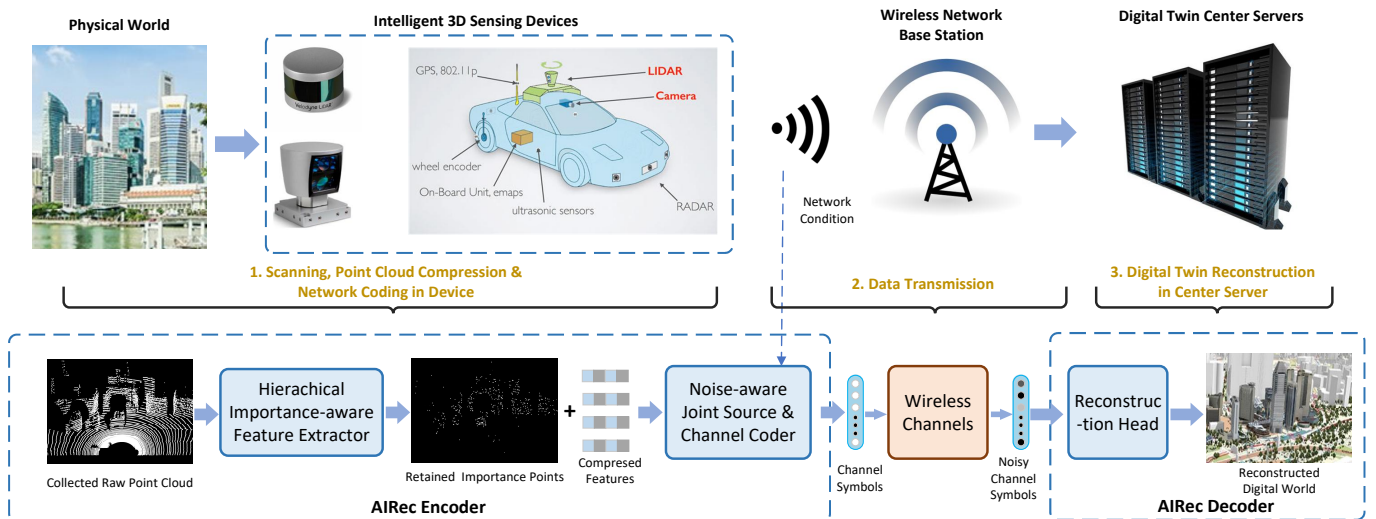 Physical World
Intelligent 3D Sensing Devices
Wireless Network
Base Station
Digital Twin Center Servers
Velodyne LiDAR
GPS, 802.11p
LIDAR
Camera
wheel encoder
On-Board Unit, emaps
ultrasonic sensors
RADAR
Network
Condition
1. Scanning, Point Cloud Compression &
Network Coding in Device
2. Data Transmission
3. Digital Twin Reconstruction
in Center Server
Hierachical
Importance-aware
Feature Extractor
+
Noise-aware
Joint Source &
Channel Coder
Wireless
Channels
Reconstruc
-tion Head
Collected Raw Point Cloud
Retained Importance Points
Compresed
Features
Channel
Symbols
Noisy
Channel
Symbols
Reconstructed
Digital World
AIRec Encoder
AIRec Decoder